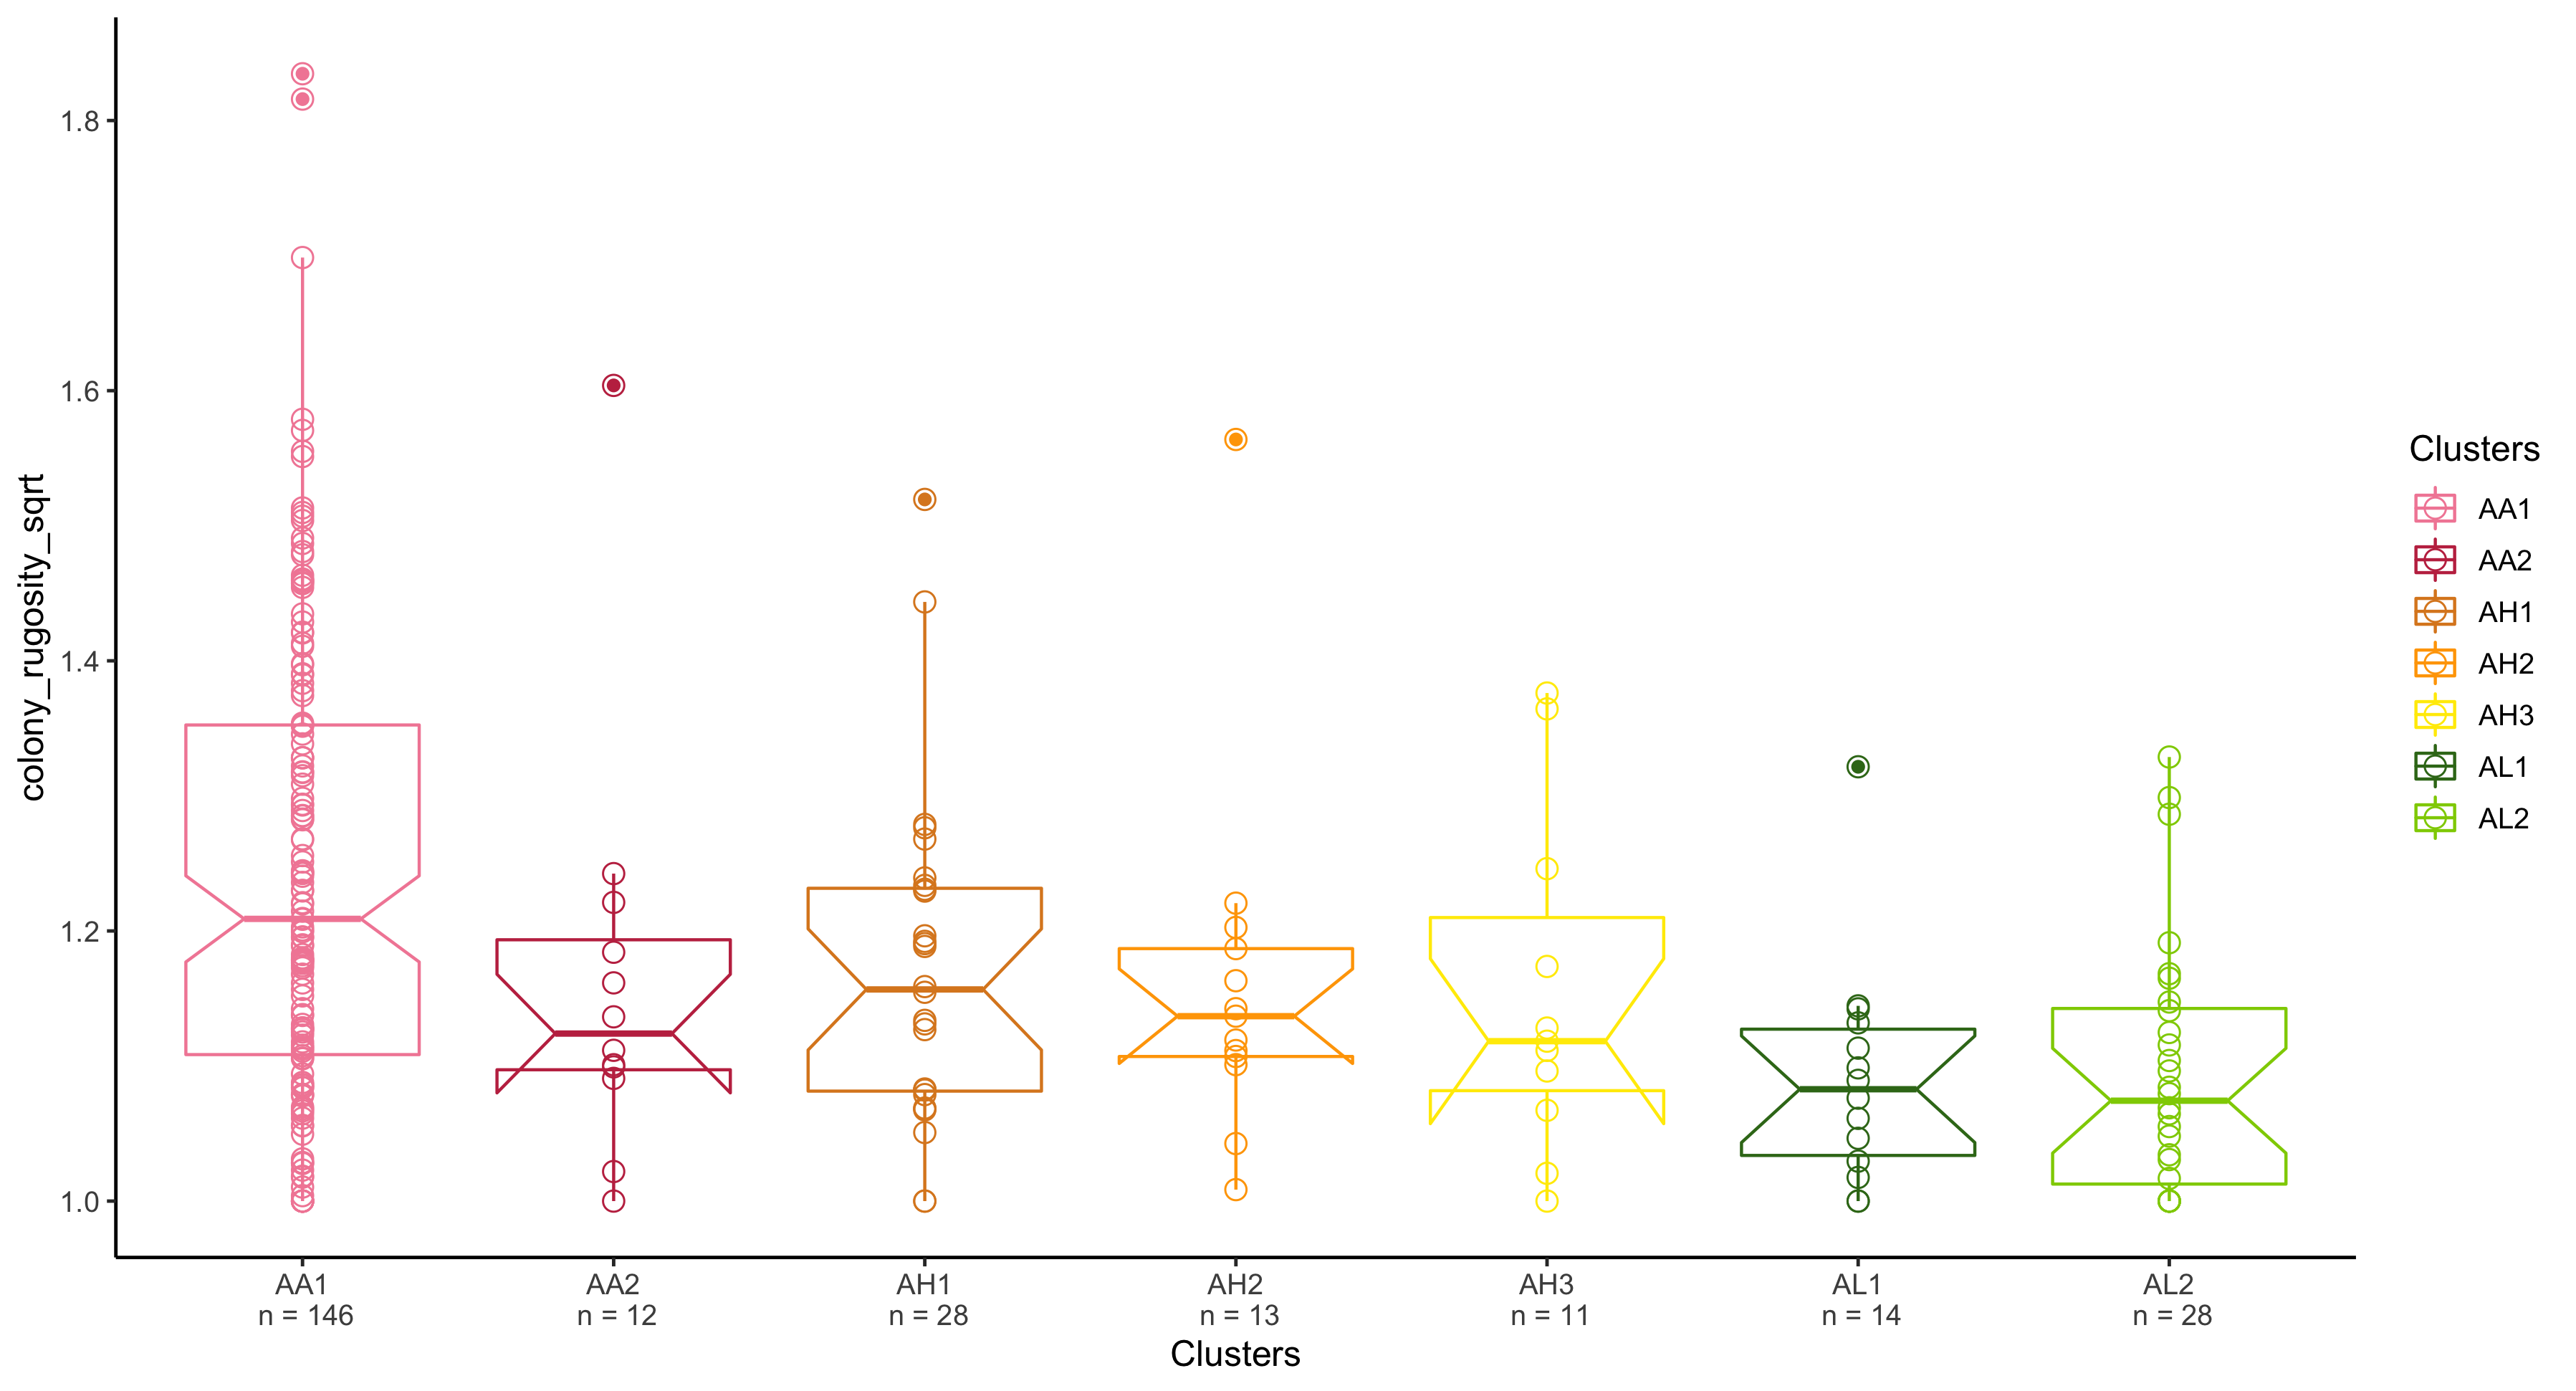 colony_rugosity_sqrt
1.8
1.6
1.4
1.2
1.0
AA1
n = 146
AA2
n = 12
AH1
n = 28
AH2
n = 13
AH3
n = 11
AL1
n = 14
AL2
n = 28
Clusters
Clusters
AA1
AA2
AH1
AH2
AH3
AL1
AL2